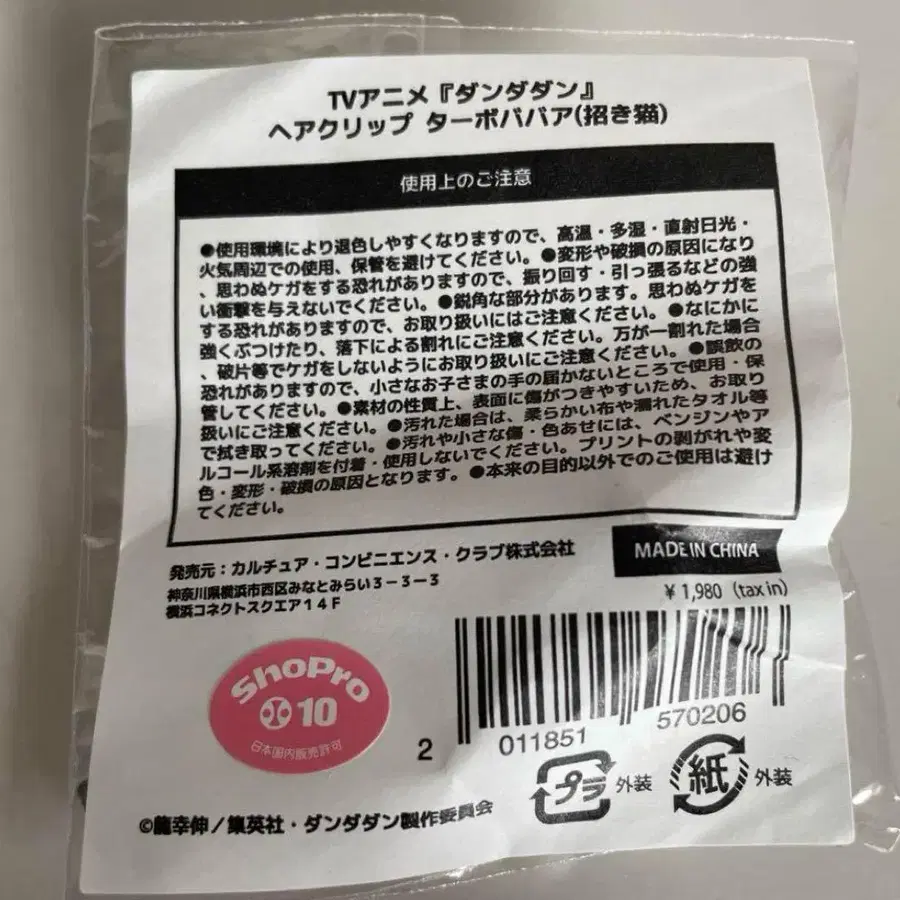 TVアニメ『ダンダダン』
ヘアクリップ ターボババア(招き猫)
使用上のご注意
●使用環境により退色しやすくなりますので、高温・多湿・直射日光・
火気周辺での使用、保管を避けてください。●変形や破損の原因になり
、思わぬケガをする恐れがありますので、振り回す・引っ張るなどの強
い衝撃を与えないでください。●鋭角な部分があります。思わぬケガを
する恐れがありますので、お取り扱いにはご注意ください。●なにかに
強くぶつけたり、落下による割れにご注意ください。万が一割れた場合
、破片等でケガをしないようにお取り扱いにご注意ください。●誤飲の
恐れがありますので、小さなお子さまの手の届かないところで使用・保
管してください。●素材の性質上、表面に傷がつきやすいため、お取り
扱いにご注意ください。●汚れた場合は、柔らかい布や濡れたタオル等
で拭き取ってください。●汚れや小さな傷・色あせには、ベンジンやア
ルコール系溶剤を付着・使用しないでください。プリントの剥がれや変
色・変形・破損の原因となります。●本来の目的以外でのご使用は避け
てください。
発売元：カルチュア・コンビニエンス・クラブ株式会社
神奈川県横浜市西区みなとみらい3-3-3
横浜コネクトスクエア14F
MADE IN CHINA
￥1,980 (tax in)
ShoPro
10
日本国内販売許可
2 011851 570206
プラ 外装
紙 外装
©龍幸伸／集英社・ダンダダン製作委員会